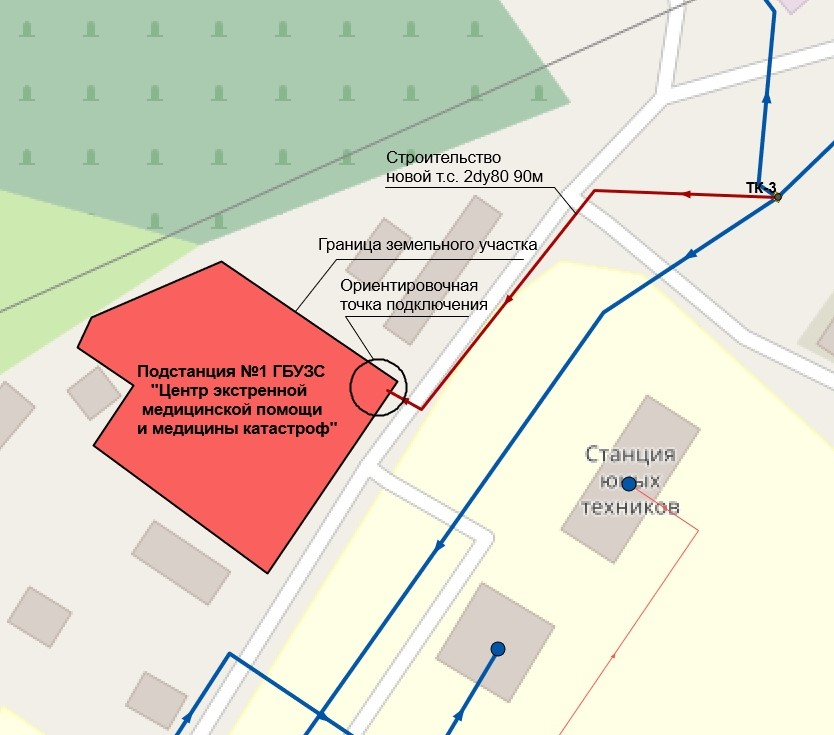 Строительство
новой т.с. 2dy80 90м
ТК-3
Граница земельного участка
Ориентировочная
точка подключения
Подстанция №1 ГБУЗС
"Центр экстренной
медицинской помощи
и медицины катастроф"
Станция
юных
техников